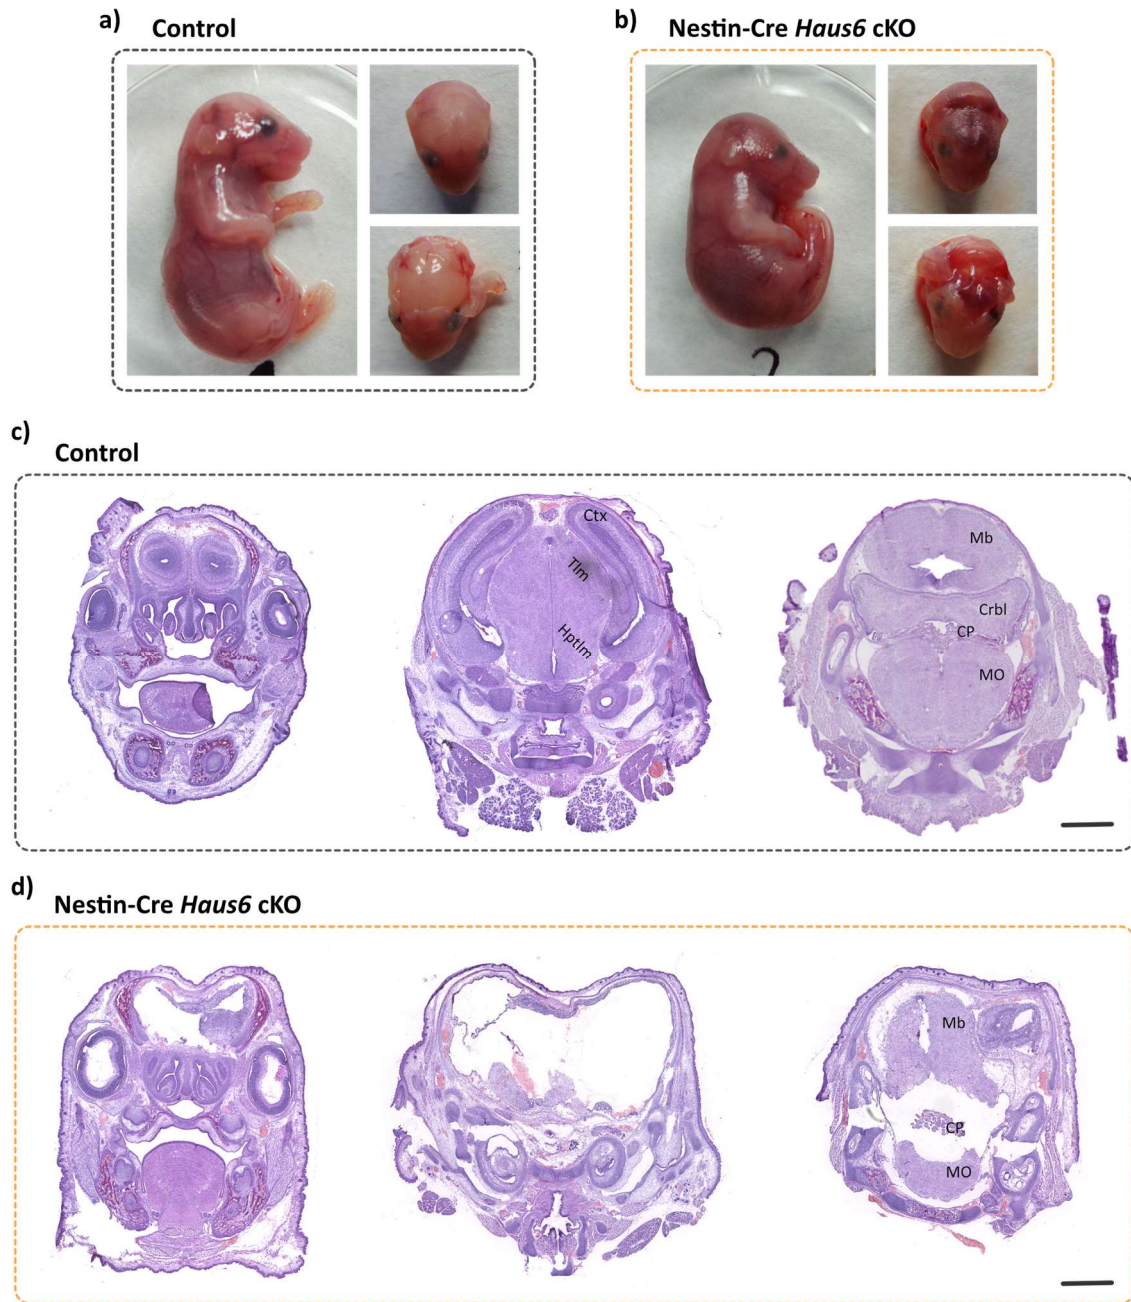 a) Control
b) Nestin-Cre Haus6 cKO
c)
Control
Ctx
Tlm
Hptlm
Mb
Crbl
CP
MO
d)
Nestin-Cre Haus6 cKO
Mb
CP
MO